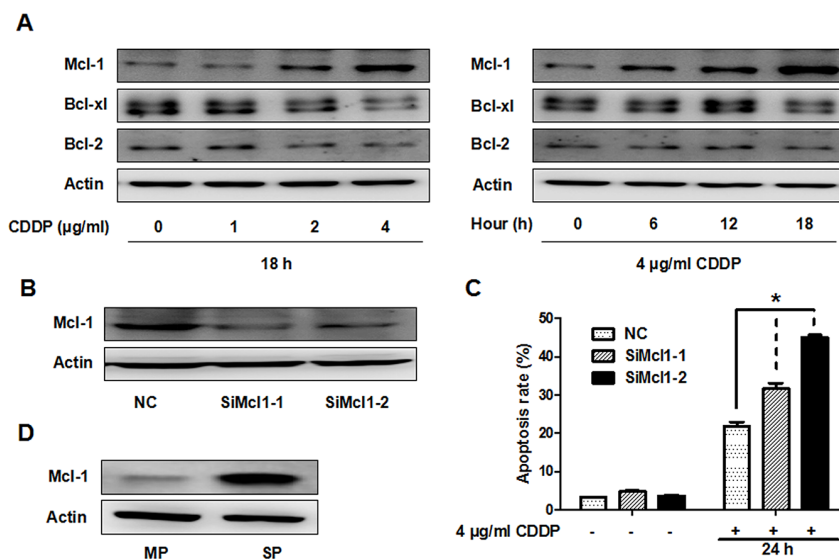 A
Mcl-1
Bcl-xl
Bcl-2
Actin
CDDP (µg/ml) 0 1 2 4
18 h
Mcl-1
Bcl-xl
Bcl-2
Actin
Hour (h) 0 6 12 18
4 µg/ml CDDP
B
Mcl-1
Actin
NC SiMcl1-1 SiMcl1-2
C
*
NC
SiMcl1-1
SiMcl1-2
Apoptosis rate (%)
50
40
30
20
10
0
4 µg/ml CDDP - - - + + +
24 h
D
Mcl-1
Actin
MP SP